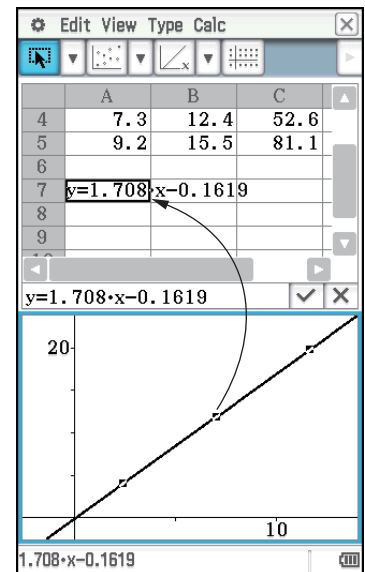 Edit View Type Calc
A B C
4 7.3 12.4 52.6
5 9.2 15.5 81.1
6
7 y=1.708·x−0.1619
8
9
y=1.708·x−0.1619
20
10
1.708·x−0.1619